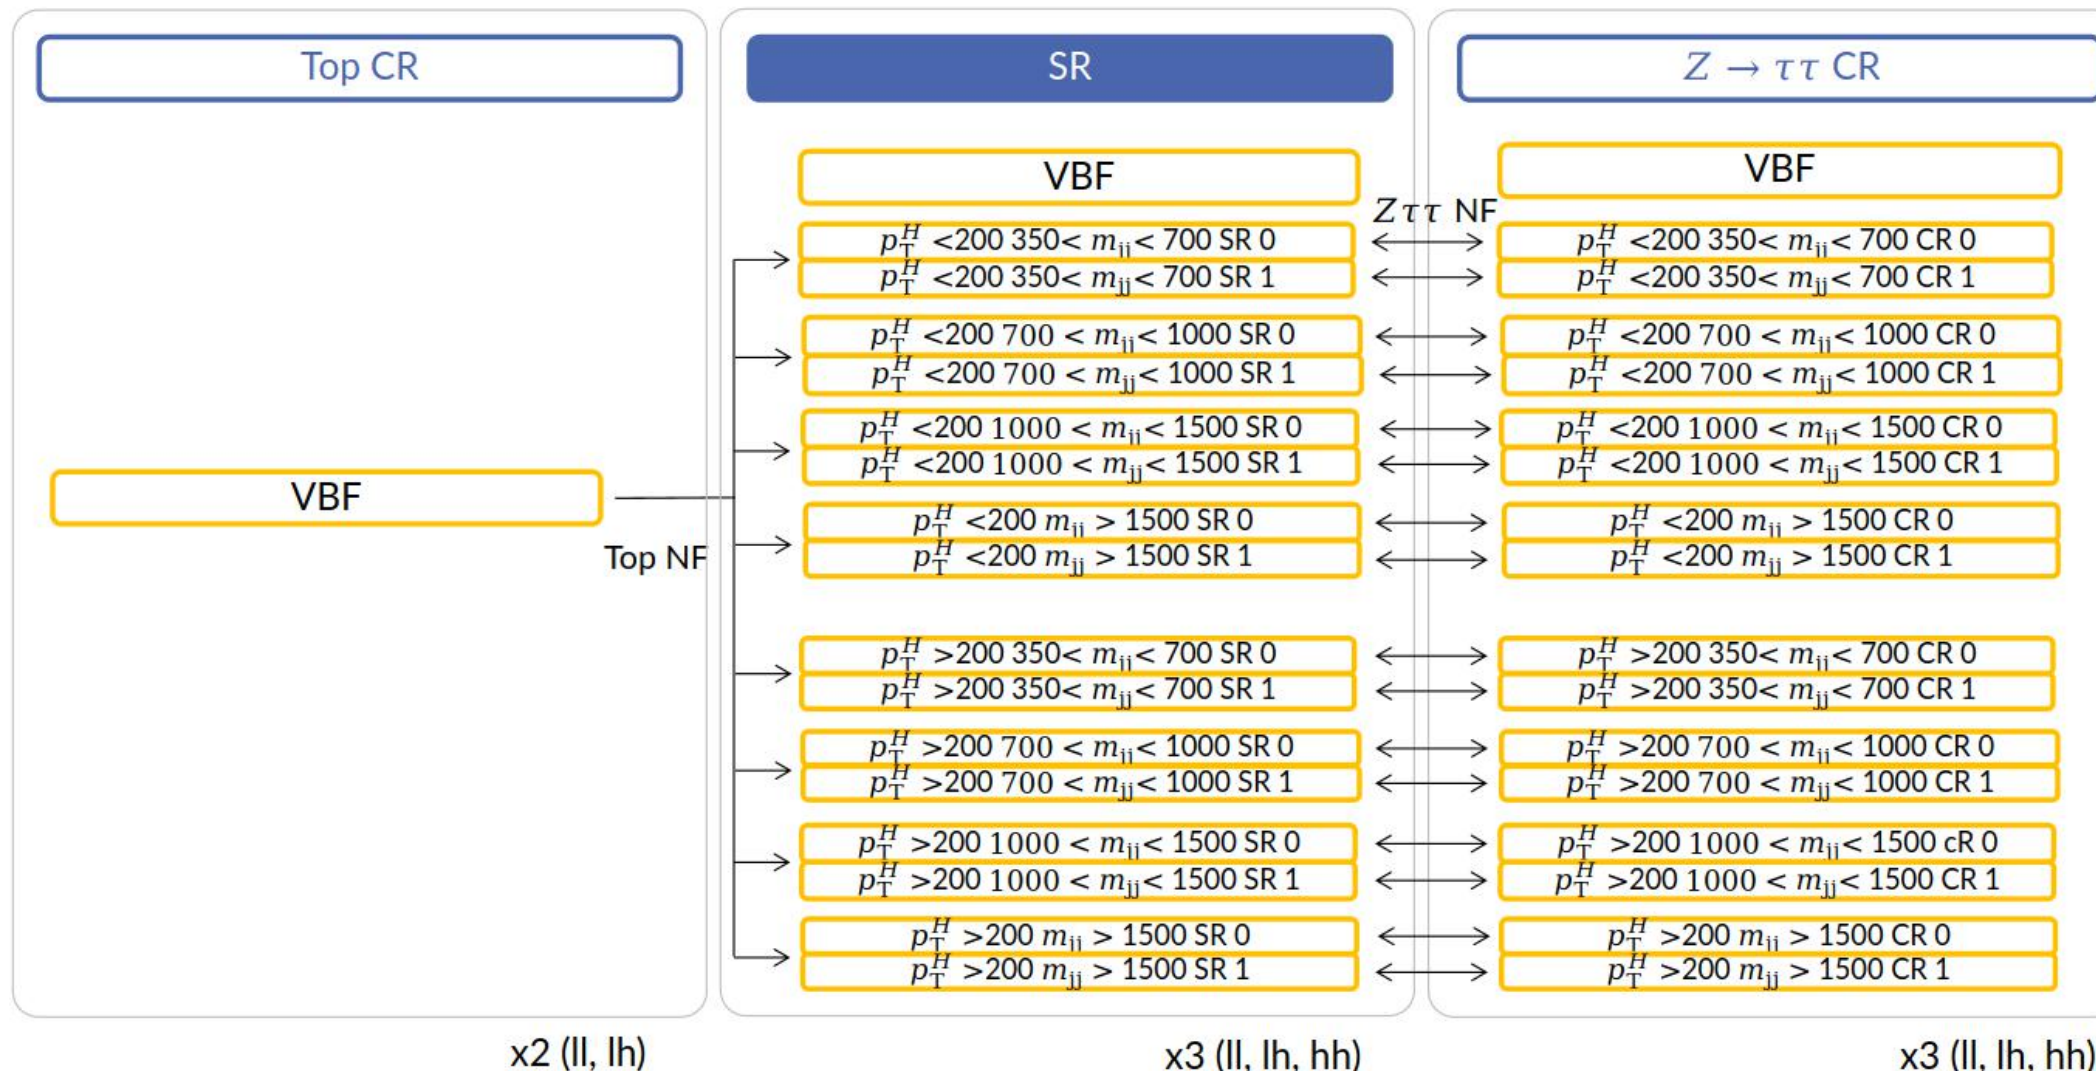 Top CR
SR
Z → ττ CR
VBF
VBF
Zττ NF
p_T^H <200 350< m_jj< 700 SR 0
p_T^H <200 350< m_jj< 700 CR 0
p_T^H <200 350< m_jj< 700 SR 1
p_T^H <200 350< m_jj< 700 CR 1
p_T^H <200 700 < m_jj< 1000 SR 0
p_T^H <200 700 < m_jj< 1000 CR 0
p_T^H <200 700 < m_jj< 1000 SR 1
p_T^H <200 700 < m_jj< 1000 CR 1
p_T^H <200 1000 < m_jj< 1500 SR 0
p_T^H <200 1000 < m_jj< 1500 CR 0
p_T^H <200 1000 < m_jj< 1500 SR 1
p_T^H <200 1000 < m_jj< 1500 CR 1
VBF
p_T^H <200 m_jj > 1500 SR 0
p_T^H <200 m_jj > 1500 CR 0
Top NF
p_T^H <200 m_jj > 1500 SR 1
p_T^H <200 m_jj > 1500 CR 1
p_T^H >200 350< m_jj< 700 SR 0
p_T^H >200 350< m_jj< 700 CR 0
p_T^H >200 350< m_jj< 700 SR 1
p_T^H >200 350< m_jj< 700 CR 1
p_T^H >200 700 < m_jj< 1000 SR 0
p_T^H >200 700 < m_jj< 1000 CR 0
p_T^H >200 700 < m_jj< 1000 SR 1
p_T^H >200 700 < m_jj< 1000 CR 1
p_T^H >200 1000 < m_jj< 1500 SR 0
p_T^H >200 1000 < m_jj< 1500 cR 0
p_T^H >200 1000 < m_jj< 1500 SR 1
p_T^H >200 1000 < m_jj< 1500 CR 1
p_T^H >200 m_jj > 1500 SR 0
p_T^H >200 m_jj > 1500 CR 0
p_T^H >200 m_jj > 1500 SR 1
p_T^H >200 m_jj > 1500 CR 1
x2 (ll, lh)
x3 (ll, lh, hh)
x3 (ll, lh, hh)